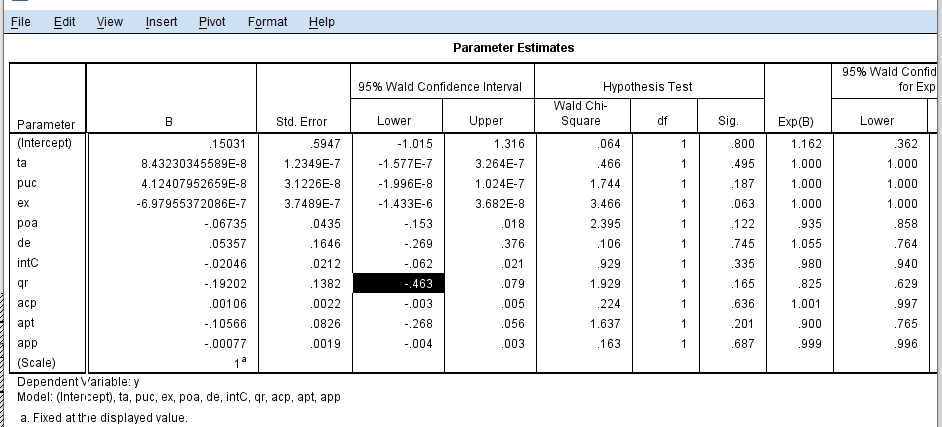 File Edit View Insert Pivot Format Help
Parameter Estimates
95% Wald Confidence Interval Hypothesis Test 95% Wald Confid
for Exp
Parameter B Std. Error Lower Upper Wald Chi-
Square df Sig. Exp(B) Lower
(Intercept) .15031 .5947 -1.015 1.316 .064 1 .800 1.162 .362
ta 8.43230345589E-8 1.2349E-7 -1.577E-7 3.264E-7 .466 1 .495 1.000 1.000
puc 4.12407952659E-8 3.1226E-8 -1.996E-8 1.024E-7 1.744 1 .187 1.000 1.000
ex -6.97955372086E-7 3.7489E-7 -1.433E-6 3.682E-8 3.466 1 .063 1.000 1.000
poa -.06735 .0435 -.153 .018 2.395 1 .122 .935 .858
de .05357 .1646 -.269 .376 .106 1 .745 1.055 .764
intC -.02046 .0212 -.062 .021 .929 1 .335 .980 .940
qr -.19202 .1382 -.463 .079 1.929 1 .165 .825 .629
acp .00106 .0022 -.003 .005 .224 1 .636 1.001 .997
apt -.10566 .0826 -.268 .056 1.637 1 .201 .900 .765
app -.00077 .0019 -.004 .003 .163 1 .687 .999 .996
(Scale) 1a
Dependent Variable: y
Model: (Intercept), ta, puc, ex, poa, de, intC, qr, acp, apt, app
a. Fixed at the displayed value.